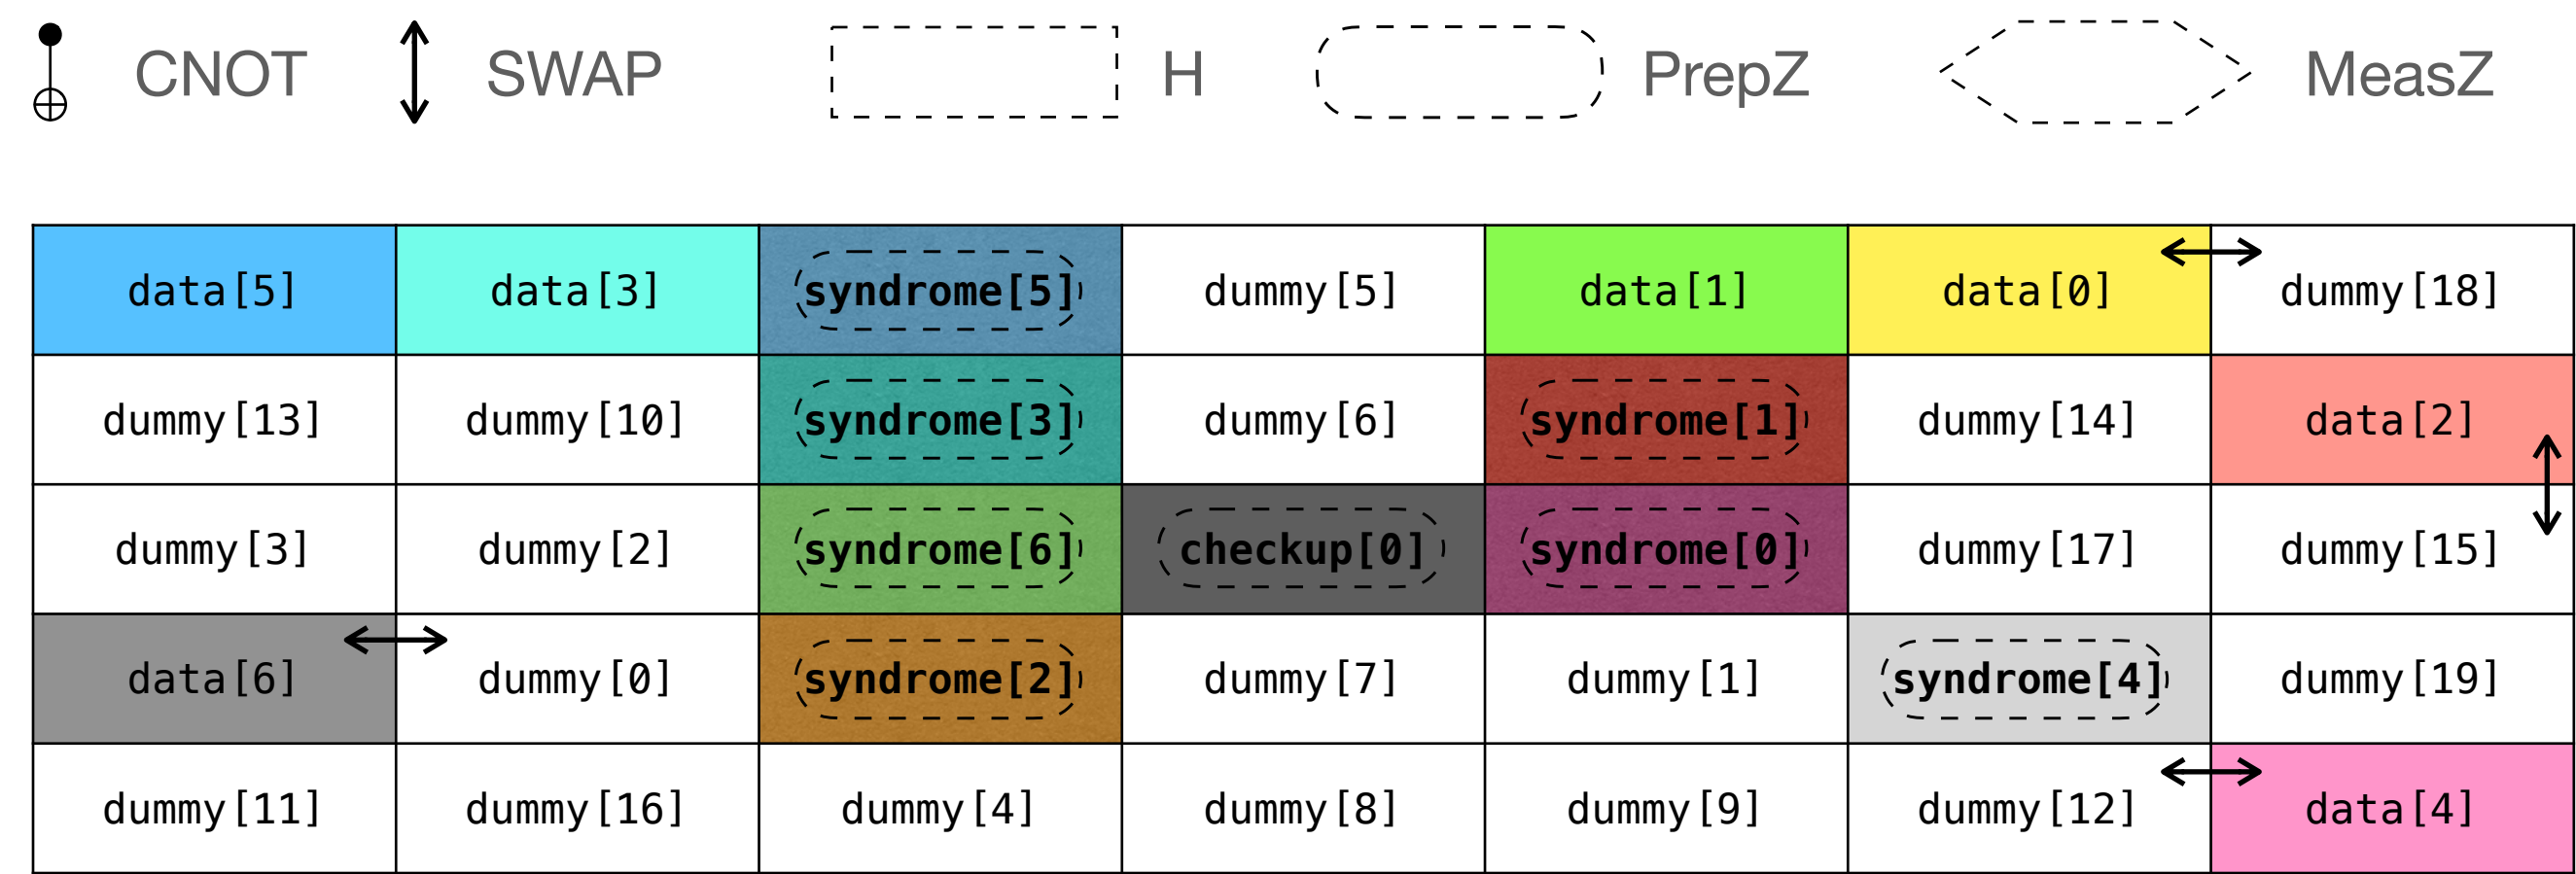 CNOT SWAP H PrepZ MeasZ
data[5] data[3] syndrome[5] dummy[5] data[1] data[0] dummy[18]
dummy[13] dummy[10] syndrome[3] dummy[6] syndrome[1] dummy[14] data[2]
dummy[3] dummy[2] syndrome[6] checkup[0] syndrome[0] dummy[17] dummy[15]
data[6] dummy[0] syndrome[2] dummy[7] dummy[1] syndrome[4] dummy[19]
dummy[11] dummy[16] dummy[4] dummy[8] dummy[9] dummy[12] data[4]